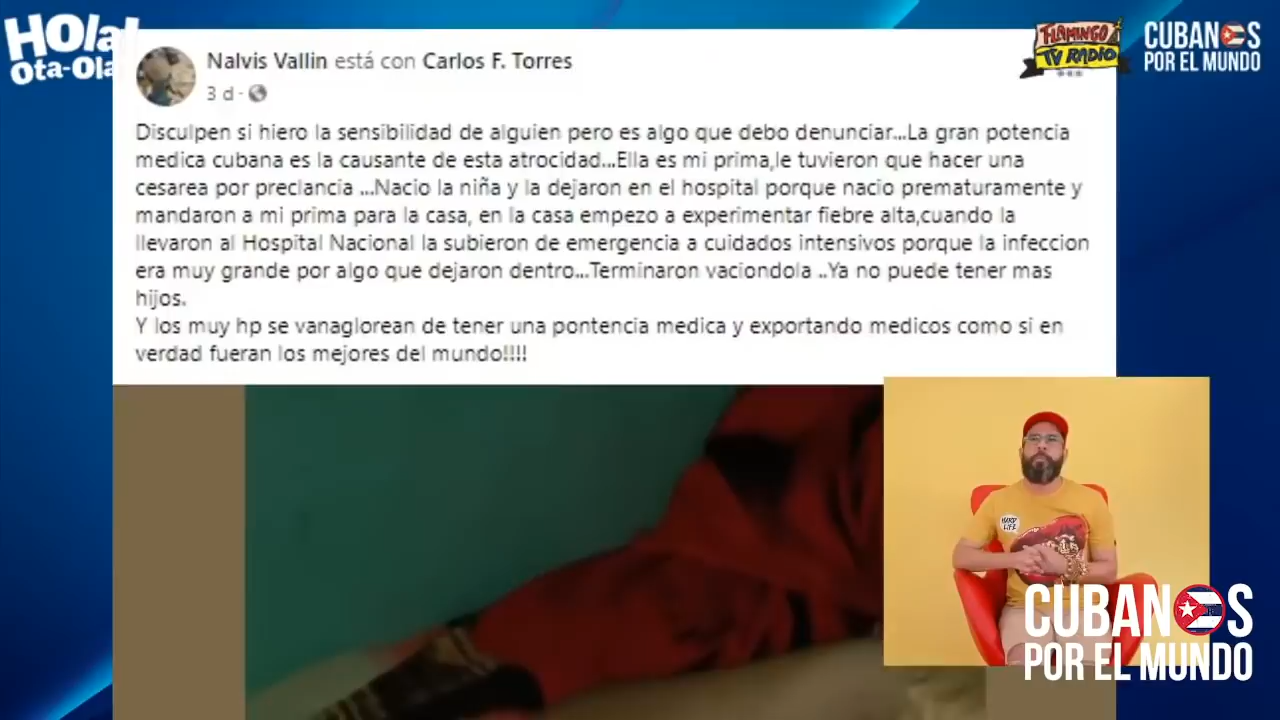 Hola!
Ota-Ola
FLAMINGO
TV RADIO
CUBANOS
POR EL MUNDO
Nalvis Vallin está con Carlos F. Torres
3 d ·
Disculpen si hiero la sensibilidad de alguien pero es algo que debo denunciar...La gran potencia
medica cubana es la causante de esta atrocidad...Ella es mi prima,le tuvieron que hacer una
cesarea por preclancia ...Nacio la niña y la dejaron en el hospital porque nacio prematuramente y
mandaron a mi prima para la casa, en la casa empezo a experimentar fiebre alta,cuando la
llevaron al Hospital Nacional la subieron de emergencia a cuidados intensivos porque la infeccion
era muy grande por algo que dejaron dentro...Terminaron vaciondola ..Ya no puede tener mas
hijos.
Y los muy hp se vanaglorean de tener una pontencia medica y exportando medicos como si en
verdad fueran los mejores del mundo!!!!
HARD
LIFE
CUBANOS
POR EL MUNDO